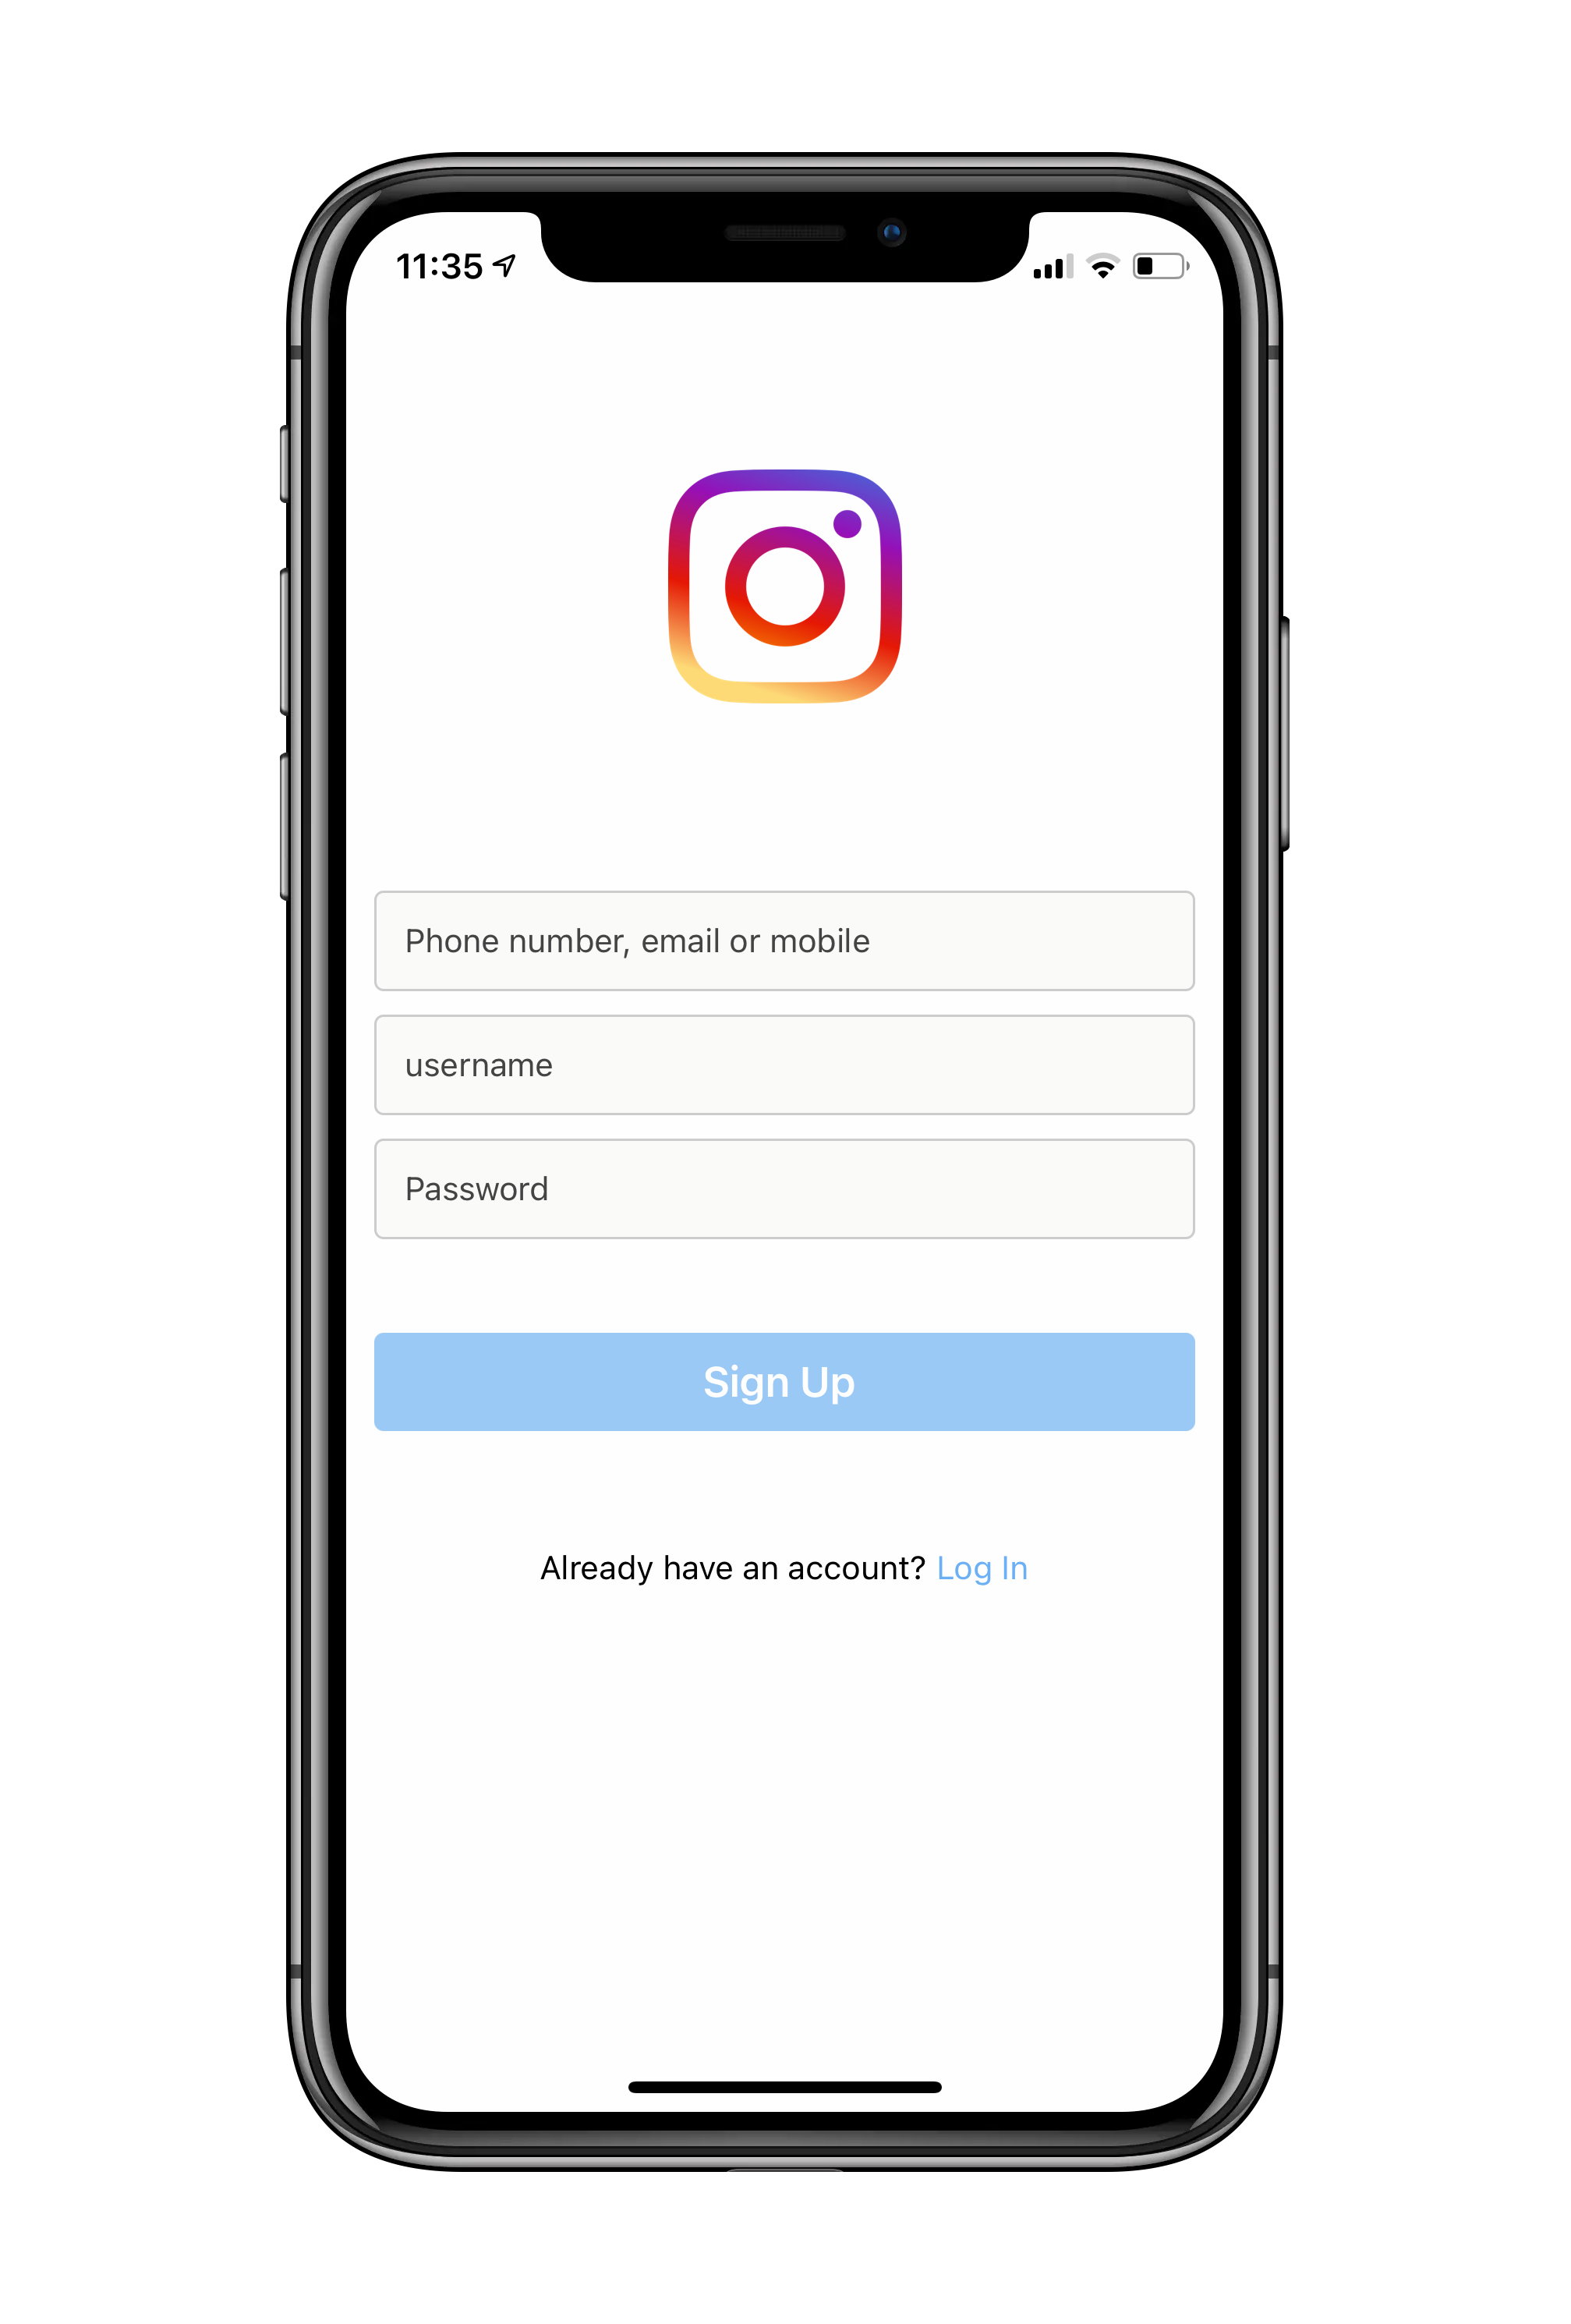 11:35
Phone number, email or mobile
username
Password
Sign Up
Already have an account? Log In